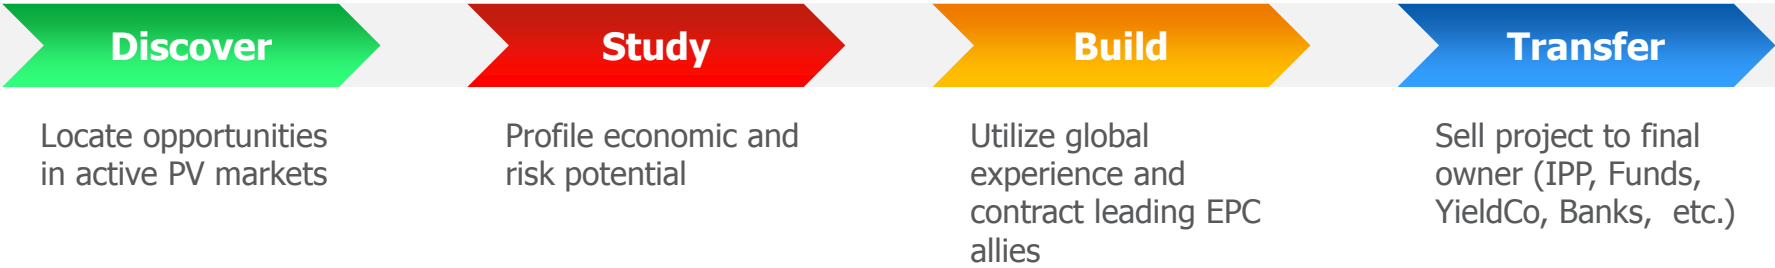 Discover
Locate opportunities
in active PV markets
Study
Profile economic and
risk potential
Build
Utilize global
experience and
contract leading EPC
allies
Transfer
Sell project to final
owner (IPP, Funds,
YieldCo, Banks,  etc.)